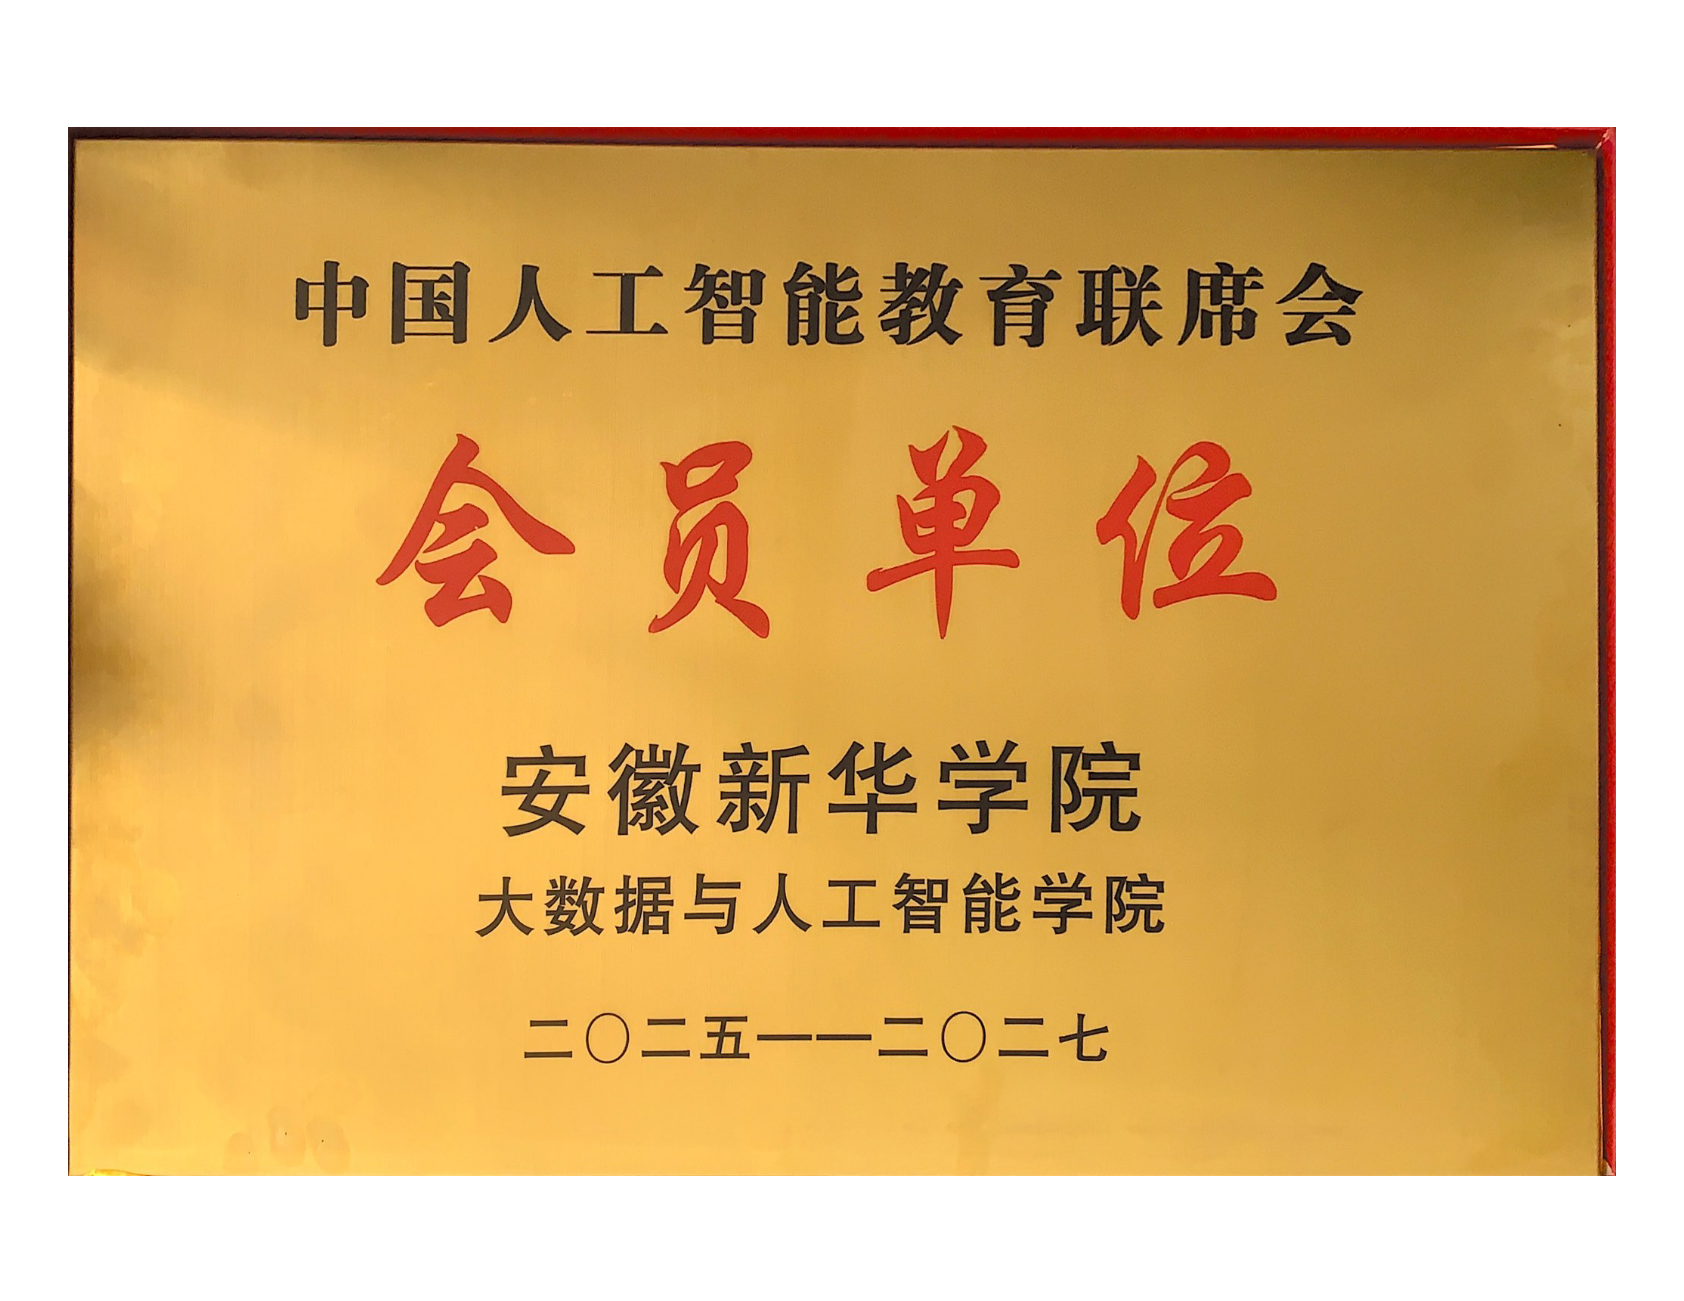 中国人工智能教育联席会
会员单位
安徽新华学院
大数据与人工智能学院
二〇二五——二〇二七